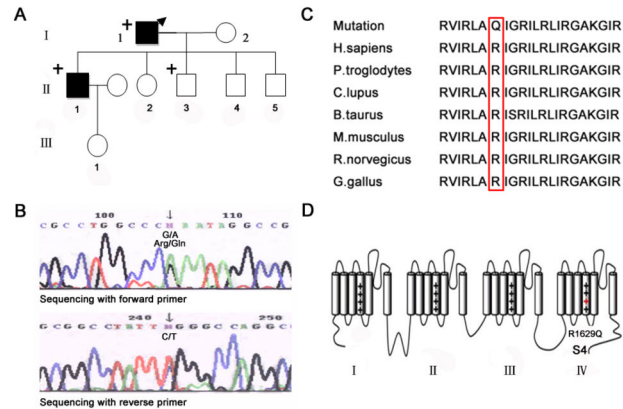 A
I
1
2
II
1
2
3
4
5
III
1
B
100
110
C G C C T G G C C C
G/A
Arg/Gln
Sequencing with forward primer
240
250
C/T
Sequencing with reverse primer
C
Mutation RVIRLA Q IGRILRLIRGAKGIR
H.sapiens RVIRLA R IGRILRLIRGAKGIR
P.troglodytes RVIRLA R IGRILRLIRGAKGIR
C.lupus RVIRLA R IGRILRLIRGAKGIR
B.taurus RVIRLA R ISRILRLIRGAKGIR
M.musculus RVIRLA R IGRILRLIRGAKGIR
R.norvegicus RVIRLA R IGRILRLIRGAKGIR
G.gallus RVIRLA R IGRILRLIRGAKGIR
D
R1629Q
S4
I II III IV